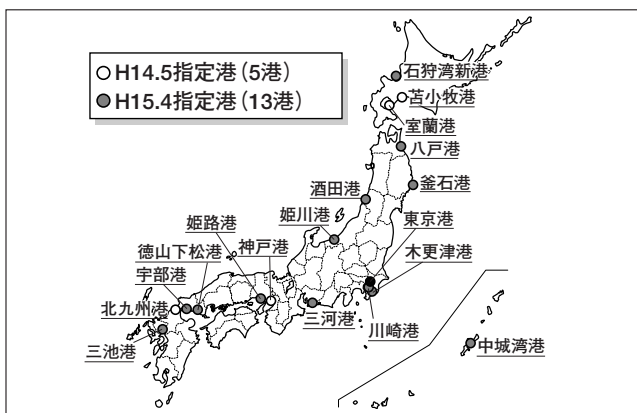 ○H14.5指定港（5港）
●H15.4指定港（13港）
石狩湾新港
苫小牧港
室蘭港
八戸港
釜石港
酒田港
姫川港
東京港
姫路港
木更津港
徳山下松港
神戸港
宇部港
北九州港
三河港
川崎港
三池港
中城湾港